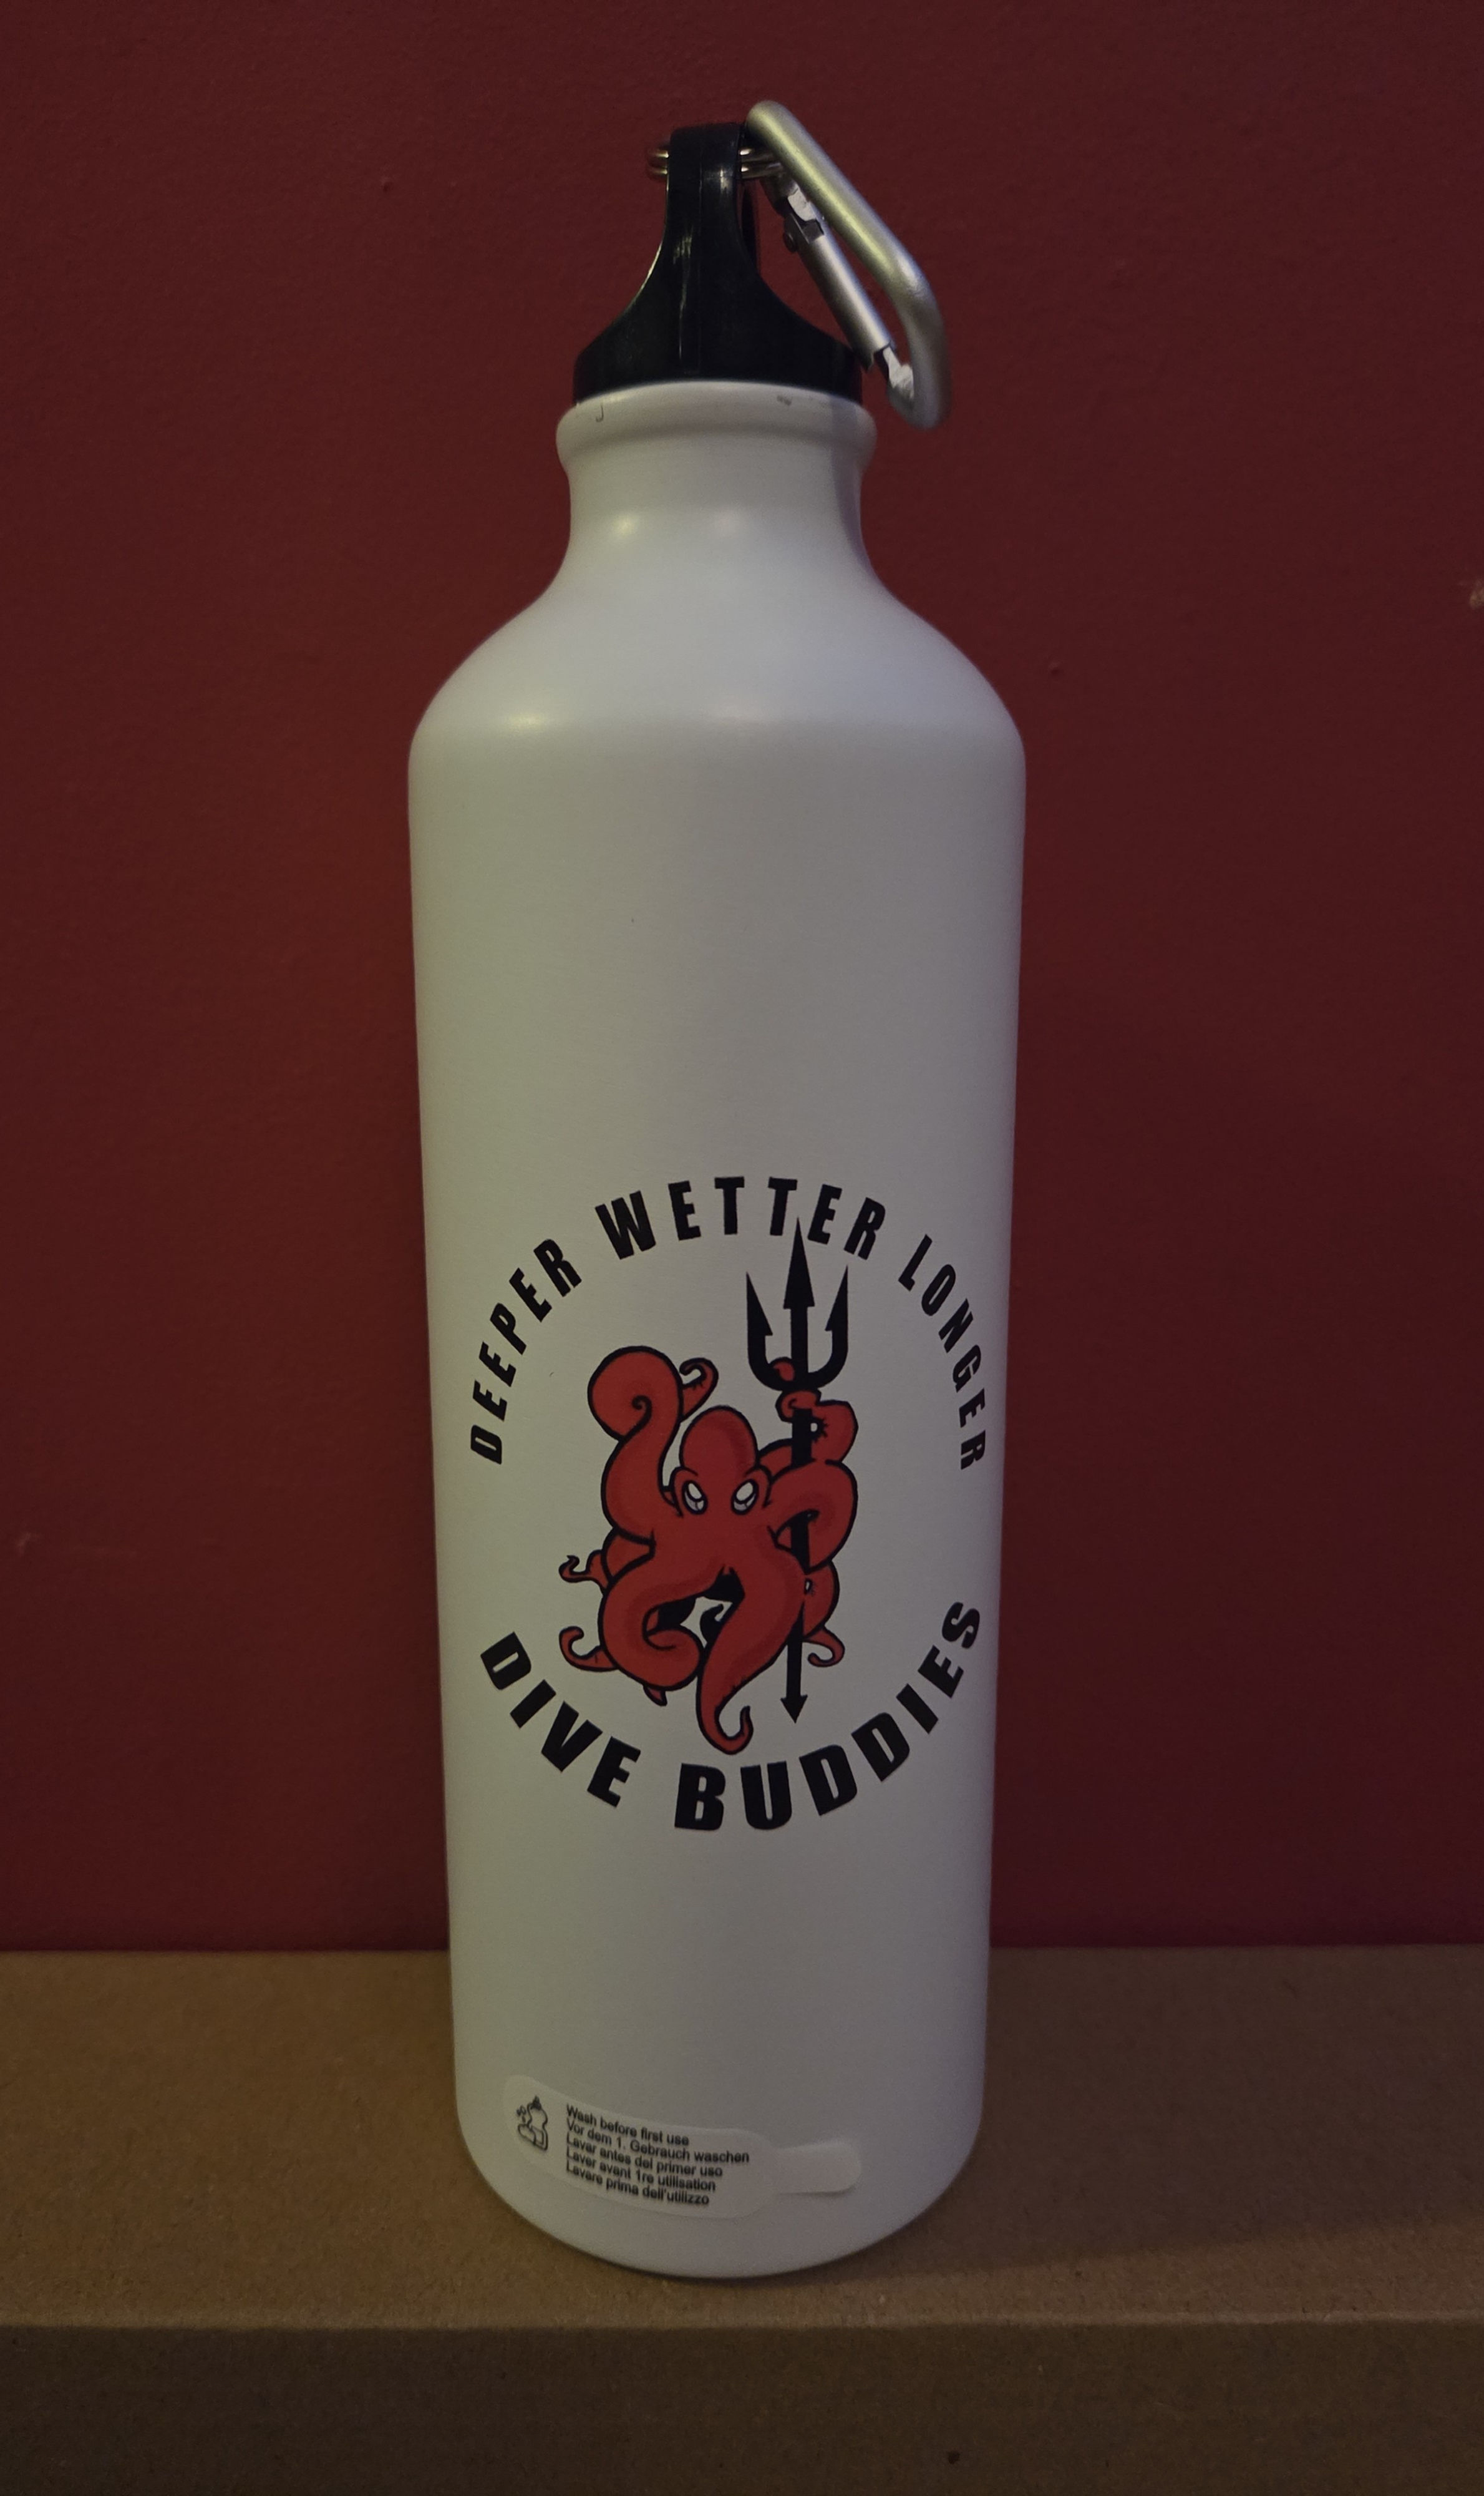 DEEPER WETTER LONGER
DIVE BUDDIES
Wash before first use
Vor dem 1. Gebrauch waschen
Lavar antes del primer uso
Laver avant 1re utilisation
Lavare prima dell'utilizzo